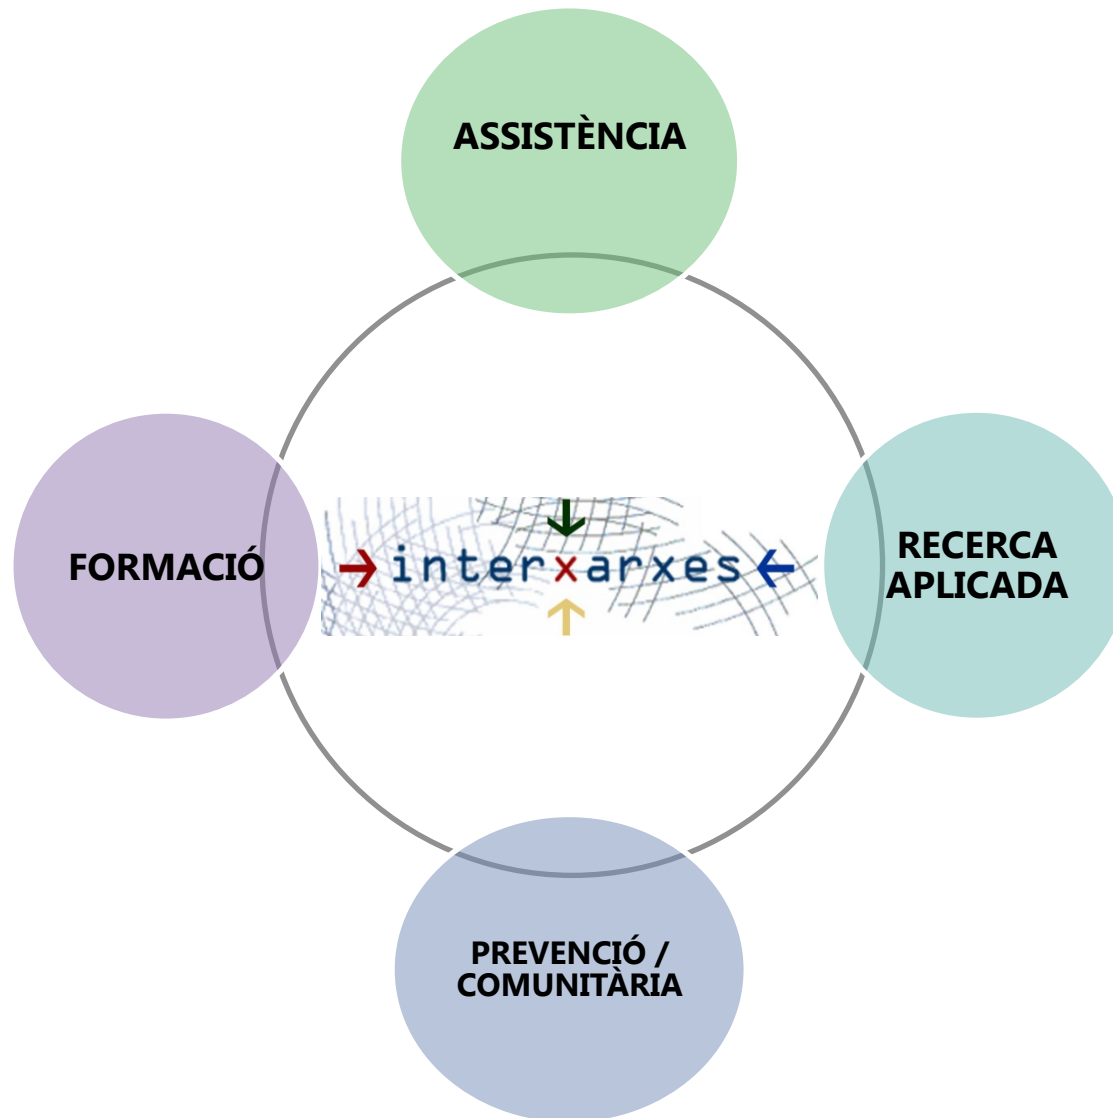 ASSISTÈNCIA
FORMACIÓ
interxarxes
RECERCA
APLICADA
PREVENCIÓ /
COMUNITÀRIA